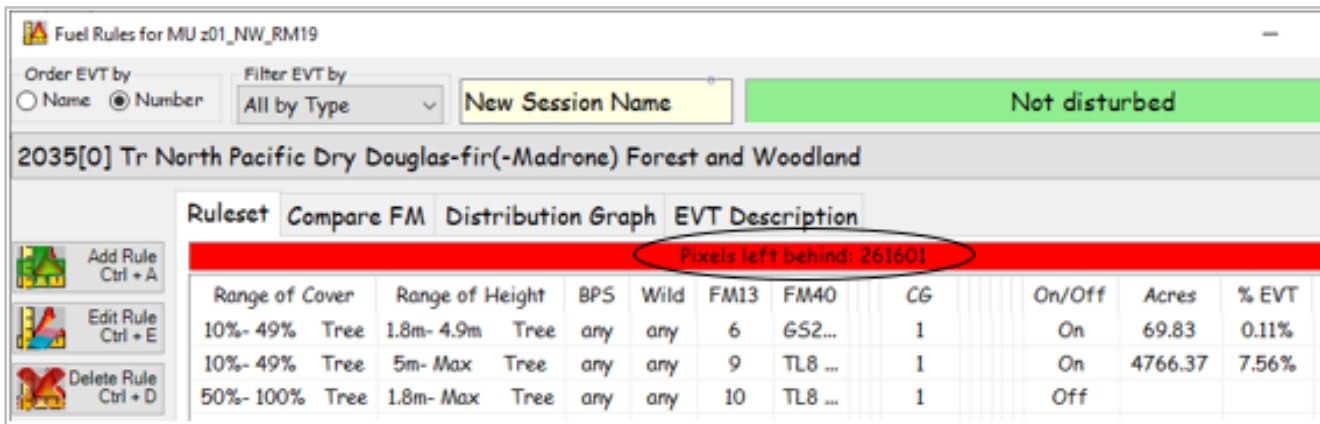 Fuel Rules for MU z01_NW_RM19
Order EVT by
Name Number
Filter EVT by
All by Type
New Session Name
Not disturbed
2035[0] Tr North Pacific Dry Douglas-fir(-Madrone) Forest and Woodland
Ruleset Compare FM Distribution Graph EVT Description
Add Rule
Ctrl + A
Edit Rule
Ctrl + E
Delete Rule
Ctrl + D
Pixels left behind: 261601
Range of Cover Range of Height BPS Wild FM13 FM40 CG On/Off Acres % EVT
10%- 49% Tree 1.8m- 4.9m Tree any any 6 GS2... 1 On 69.83 0.11%
10%- 49% Tree 5m- Max Tree any any 9 TL8 ... 1 On 4766.37 7.56%
50%- 100% Tree 1.8m- Max Tree any any 10 TL8 ... 1 Off